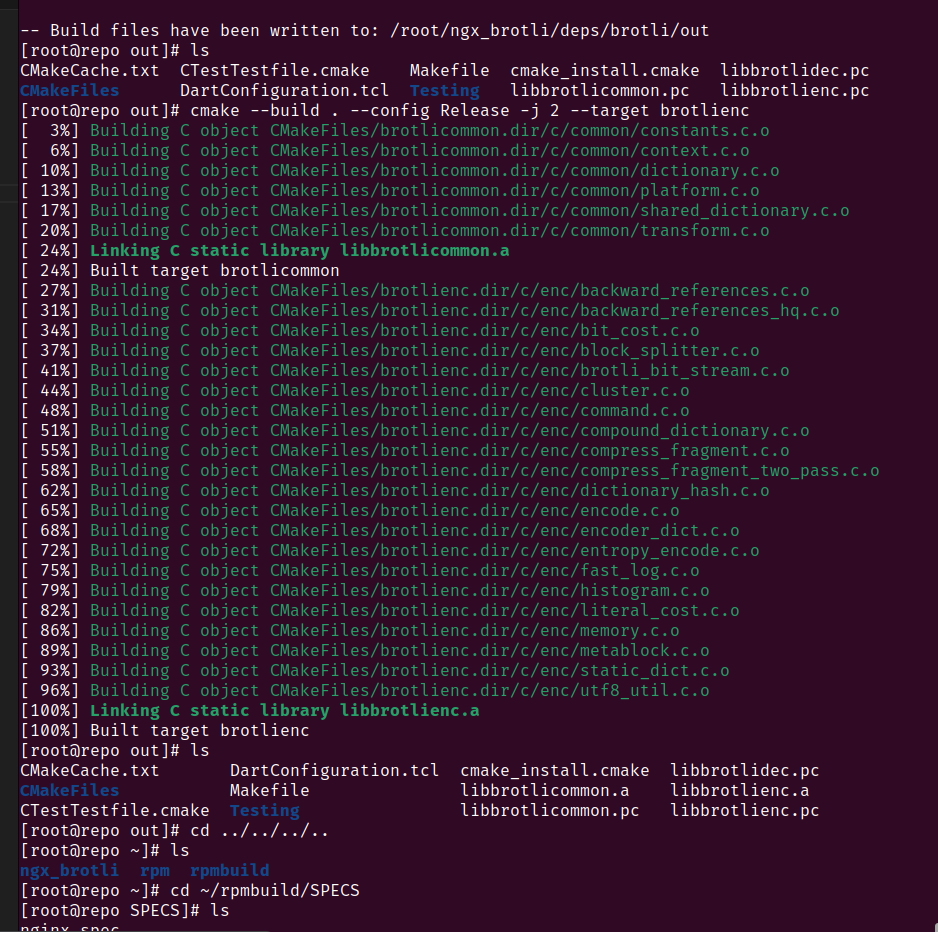 -- Build files have been written to: /root/ngx_brotli/deps/brotli/out
[root@repo out]# ls
CMakeCache.txt  CTestTestfile.cmake    Makefile  cmake_install.cmake  libbrotlidec.pc
CMakeFiles      DartConfiguration.tcl  Testing   libbrotlicommon.pc   libbrotlienc.pc
[root@repo out]# cmake --build . --config Release -j 2 --target brotlienc
[  3%] Building C object CMakeFiles/brotlicommon.dir/c/common/constants.c.o
[  6%] Building C object CMakeFiles/brotlicommon.dir/c/common/context.c.o
[ 10%] Building C object CMakeFiles/brotlicommon.dir/c/common/dictionary.c.o
[ 13%] Building C object CMakeFiles/brotlicommon.dir/c/common/platform.c.o
[ 17%] Building C object CMakeFiles/brotlicommon.dir/c/common/shared_dictionary.c.o
[ 20%] Building C object CMakeFiles/brotlicommon.dir/c/common/transform.c.o
[ 24%] Linking C static library libbrotlicommon.a
[ 24%] Built target brotlicommon
[ 27%] Building C object CMakeFiles/brotlienc.dir/c/enc/backward_references.c.o
[ 31%] Building C object CMakeFiles/brotlienc.dir/c/enc/backward_references_hq.c.o
[ 34%] Building C object CMakeFiles/brotlienc.dir/c/enc/bit_cost.c.o
[ 37%] Building C object CMakeFiles/brotlienc.dir/c/enc/block_splitter.c.o
[ 41%] Building C object CMakeFiles/brotlienc.dir/c/enc/brotli_bit_stream.c.o
[ 44%] Building C object CMakeFiles/brotlienc.dir/c/enc/cluster.c.o
[ 48%] Building C object CMakeFiles/brotlienc.dir/c/enc/command.c.o
[ 51%] Building C object CMakeFiles/brotlienc.dir/c/enc/compound_dictionary.c.o
[ 55%] Building C object CMakeFiles/brotlienc.dir/c/enc/compress_fragment.c.o
[ 58%] Building C object CMakeFiles/brotlienc.dir/c/enc/compress_fragment_two_pass.c.o
[ 62%] Building C object CMakeFiles/brotlienc.dir/c/enc/dictionary_hash.c.o
[ 65%] Building C object CMakeFiles/brotlienc.dir/c/enc/encode.c.o
[ 68%] Building C object CMakeFiles/brotlienc.dir/c/enc/encoder_dict.c.o
[ 72%] Building C object CMakeFiles/brotlienc.dir/c/enc/entropy_encode.c.o
[ 75%] Building C object CMakeFiles/brotlienc.dir/c/enc/fast_log.c.o
[ 79%] Building C object CMakeFiles/brotlienc.dir/c/enc/histogram.c.o
[ 82%] Building C object CMakeFiles/brotlienc.dir/c/enc/literal_cost.c.o
[ 86%] Building C object CMakeFiles/brotlienc.dir/c/enc/memory.c.o
[ 89%] Building C object CMakeFiles/brotlienc.dir/c/enc/metablock.c.o
[ 93%] Building C object CMakeFiles/brotlienc.dir/c/enc/static_dict.c.o
[ 96%] Building C object CMakeFiles/brotlienc.dir/c/enc/utf8_util.c.o
[100%] Linking C static library libbrotlienc.a
[100%] Built target brotlienc
[root@repo out]# ls
CMakeCache.txt       DartConfiguration.tcl  cmake_install.cmake  libbrotlidec.pc
CMakeFiles           Makefile               libbrotlicommon.a    libbrotlienc.a
CTestTestfile.cmake  Testing                libbrotlicommon.pc   libbrotlienc.pc
[root@repo out]# cd ../../../..
[root@repo ~]# ls
ngx_brotli  rpm  rpmbuild
[root@repo ~]# cd ~/rpmbuild/SPECS
[root@repo SPECS]# ls
nginx.spec